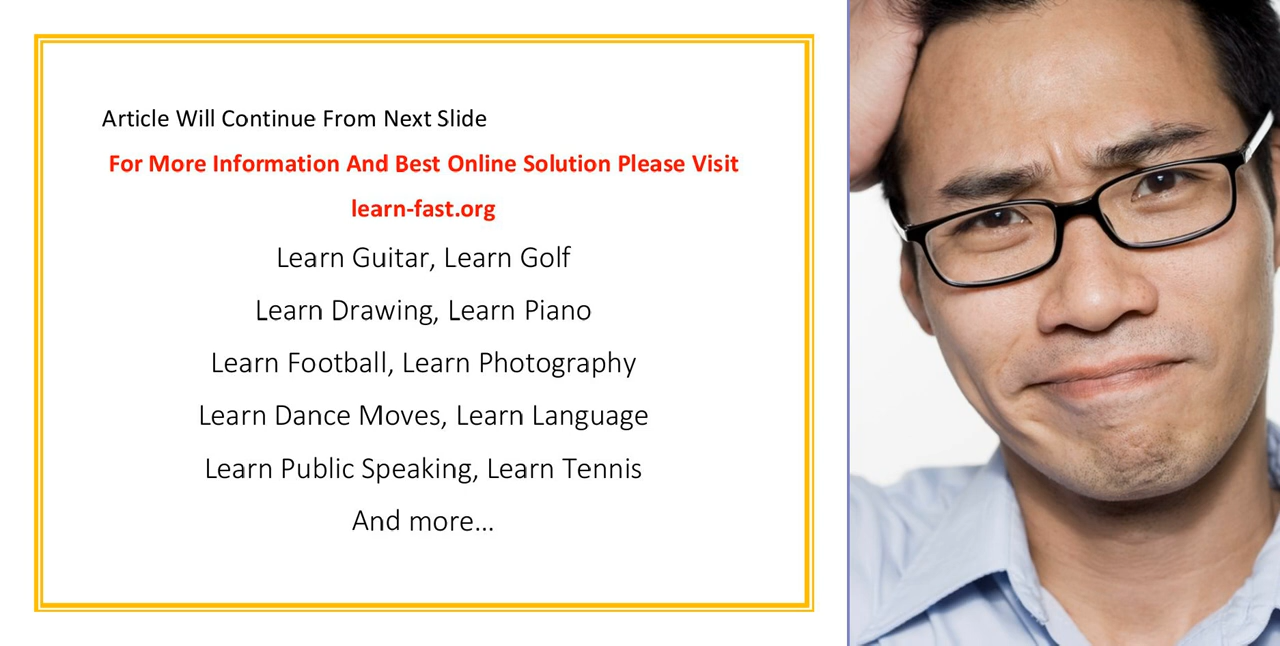 Article Will Continue From Next Slide
For More Information And Best Online Solution Please Visit
learn-fast.org
Learn Guitar, Learn Golf
Learn Drawing, Learn Piano
Learn Football, Learn Photography
Learn Dance Moves, Learn Language
Learn Public Speaking, Learn Tennis
And more...